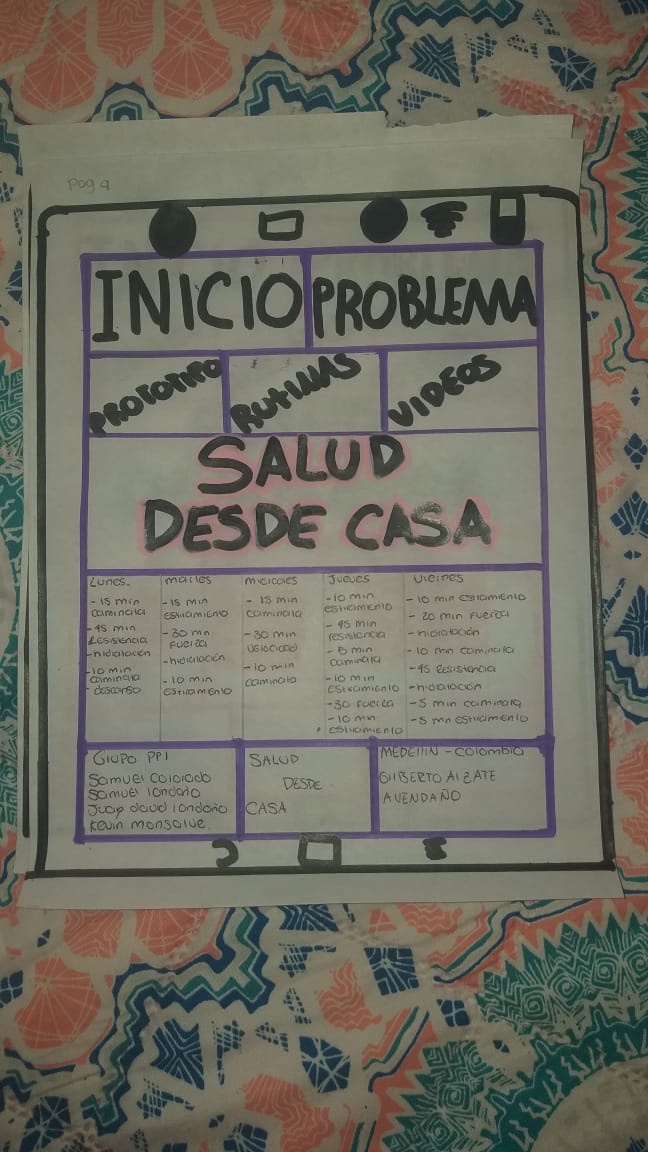 Pag 4
INICIO PROBLEMA
PROTOTIPO RUTINAS VIDEOS
SALUD
DESDE CASA
Lunes-
- 15 min
caminata
- 45 min
Resistencia
- hidratación
- 10 min
caminata
- descanso
martes
- 15 min
estiramiento
- 30 mn
fuerza
- hidratación
- 10 min
estiramiento
miercoles
- 15 min
caminata
- 30 min
velocidad
- 10 min
caminata
Jueves
- 10 min
estiramiento
- 45 min
resistencia
- 5 min
caminata
- 10 min
estiramiento
- 30 fuerza
- 10 min
estiramiento
viernes
- 10 min estiramiento
- 20 min fuerza
- hidratación
- 10 min caminata
- 45 Resistencia
- hidratación
- 5 min caminata
- 5 mn estiramiento
Grupo PPI
Samuel Colorado
Samuel londoño
Juan david londoño
Kevin monsalve
SALUD
DESDE
CASA
MEDEllIN - Colombia
GIlBERTO AlZATE
AVENDAÑO